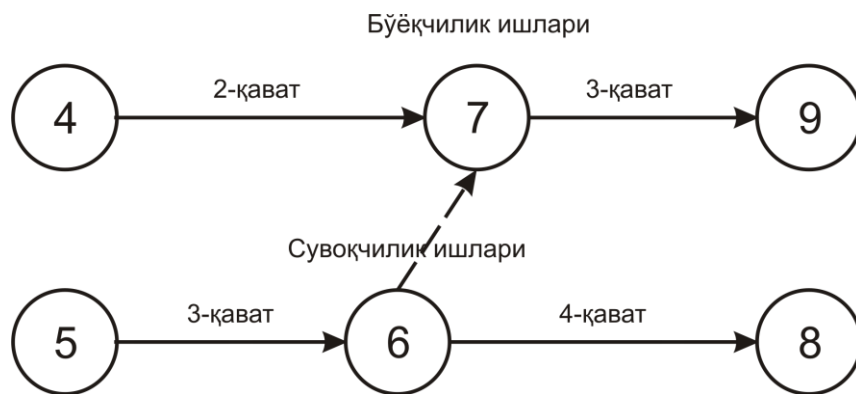 Бўёқчилик ишлари
2-қават
3-қават
4
7
9
Сувоқчилик ишлари
3-қават
4-қават
5
6
8